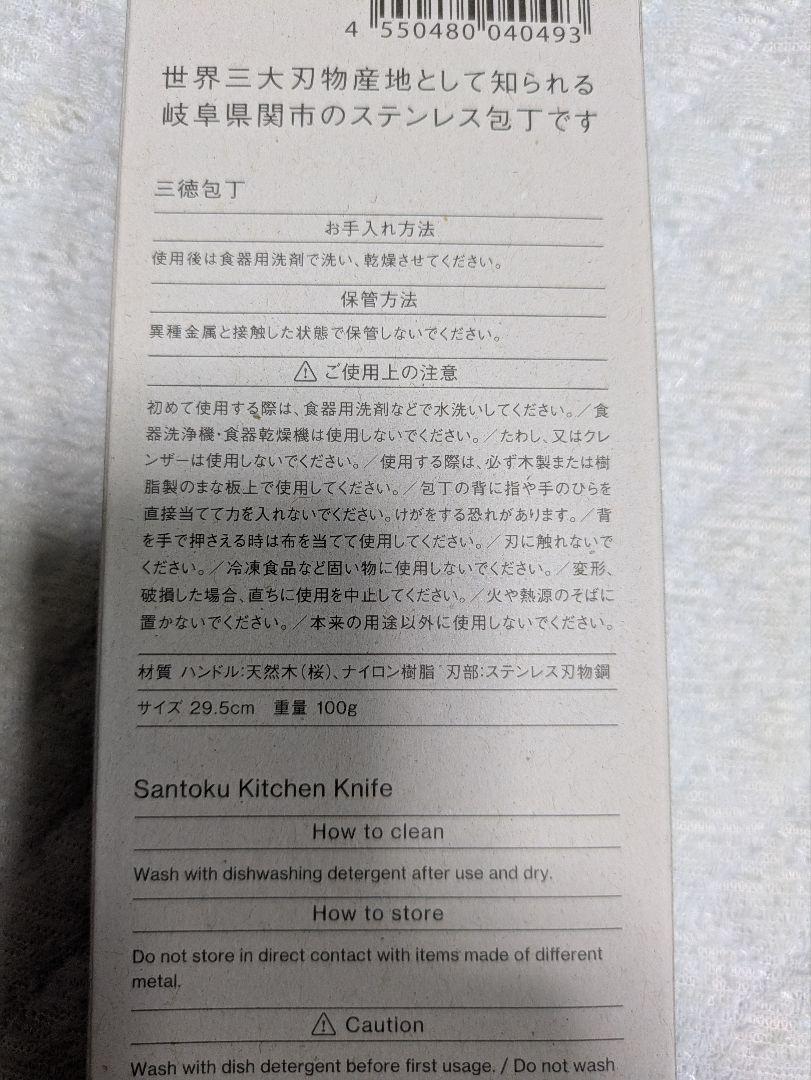 4 550480 040493
世界三大刃物産地として知られる
岐阜県関市のステンレス包丁です
三徳包丁
お手入れ方法
使用後は食器用洗剤で洗い、乾燥させてください。
保管方法
異種金属と接触した状態で保管しないでください。
⚠ ご使用上の注意
初めて使用する際は、食器用洗剤などで水洗いしてください。／食
器洗浄機・食器乾燥機は使用しないでください。／たわし、又はクレ
ンザーは使用しないでください。／使用する際は、必ず木製または樹
脂製のまな板上で使用してください。／包丁の背に指や手のひらを
直接当てて力を入れないでください。けがをする恐れがあります。／背
を手で押さえる時は布を当てて使用してください。／刃に触れないで
ください。／冷凍食品など固い物に使用しないでください。／変形、
破損した場合、直ちに使用を中止してください。／火や熱源のそばに
置かないでください。／本来の用途以外に使用しないでください。
材質 ハンドル：天然木（桜）、ナイロン樹脂 刃部：ステンレス刃物鋼
サイズ 29.5cm 重量 100g
Santoku Kitchen Knife
How to clean
Wash with dishwashing detergent after use and dry.
How to store
Do not store in direct contact with items made of different
metal.
⚠ Caution
Wash with dish detergent before first usage. / Do not wash